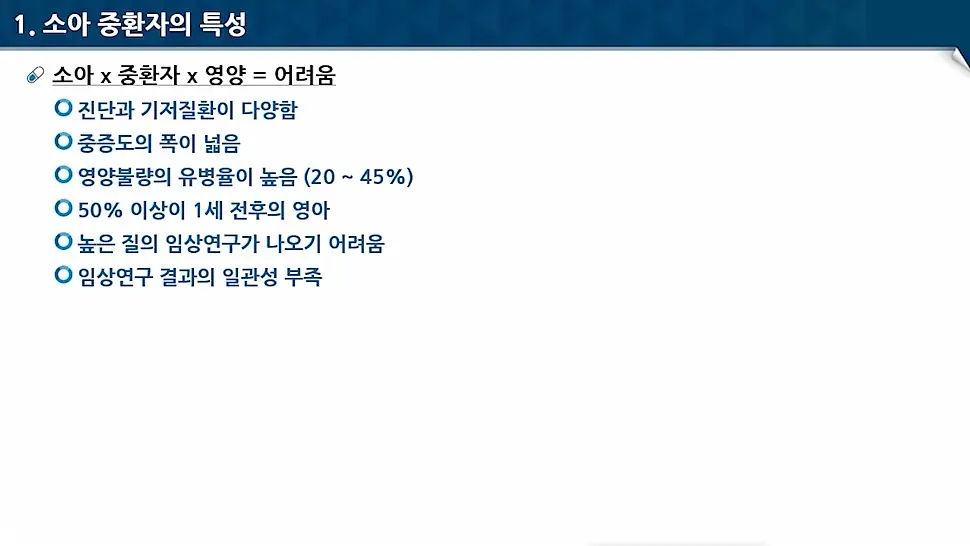 1. 소아 중환자의 특성
소아 x 중환자 x 영양 = 어려움
진단과 기저질환이 다양함
중증도의 폭이 넓음
영양불량의 유병율이 높음 (20 ~ 45%)
50% 이상이 1세 전후의 영아
높은 질의 임상연구가 나오기 어려움
임상연구 결과의 일관성 부족